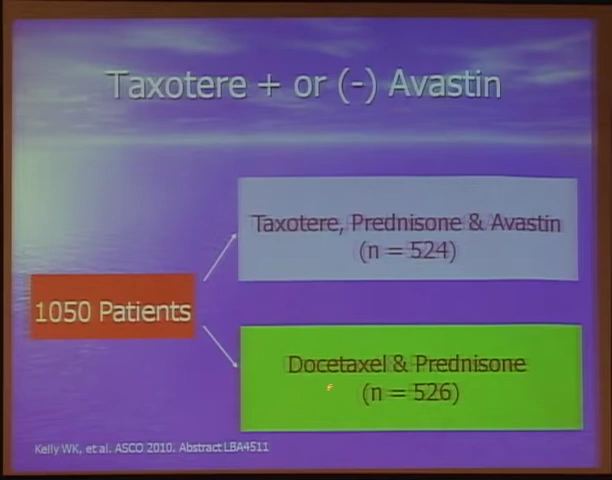 Taxotere + or (-) Avastin
Taxotere, Prednisone & Avastin
(n = 524)
1050 Patients
Docetaxel & Prednisone
(n = 526)
Kelly WK, et al. ASCO 2010. Abstract LBA4511